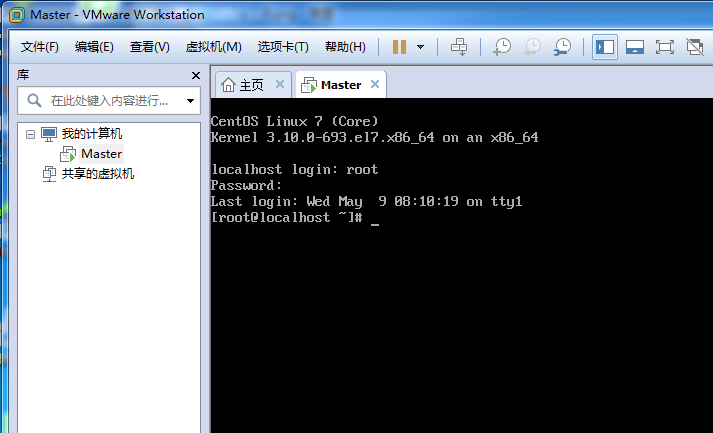 Master - VMware Workstation
文件(F) 编辑(E) 查看(V) 虚拟机(M) 选项卡(T) 帮助(H)
库
在此处键入内容进行...
我的计算机
Master
共享的虚拟机
主页 Master
CentOS Linux 7 (Core)
Kernel 3.10.0-693.el7.x86_64 on an x86_64
localhost login: root
Password:
Last login: Wed May  9 08:10:19 on tty1
[root@localhost ~]# _